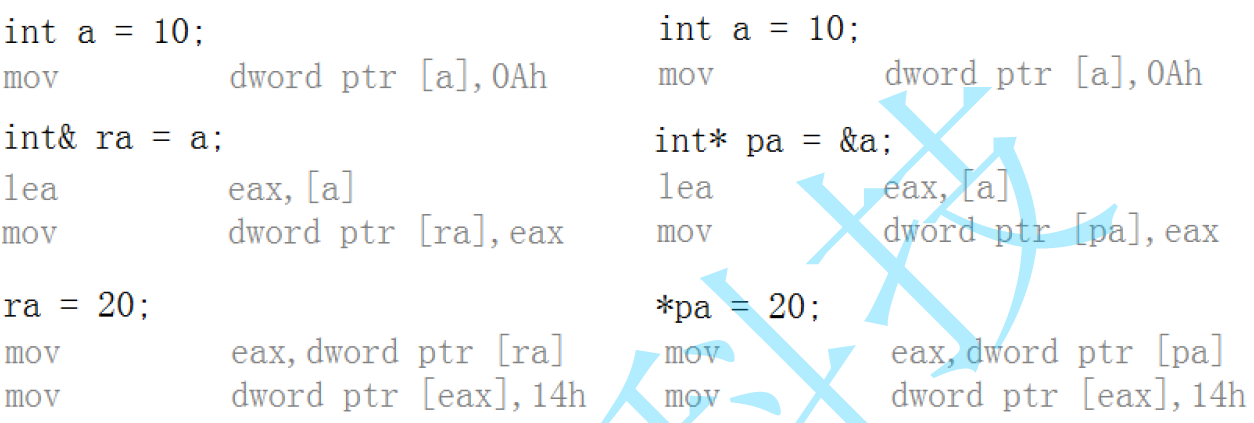 int a = 10;
mov dword ptr [a],0Ah
int& ra = a;
lea eax,[a]
mov dword ptr [ra],eax
ra = 20;
mov eax,dword ptr [ra]
mov dword ptr [eax],14h
int a = 10;
mov dword ptr [a],0Ah
int* pa = &a;
lea eax,[a]
mov dword ptr [pa],eax
*pa = 20;
mov eax,dword ptr [pa]
mov dword ptr [eax],14h